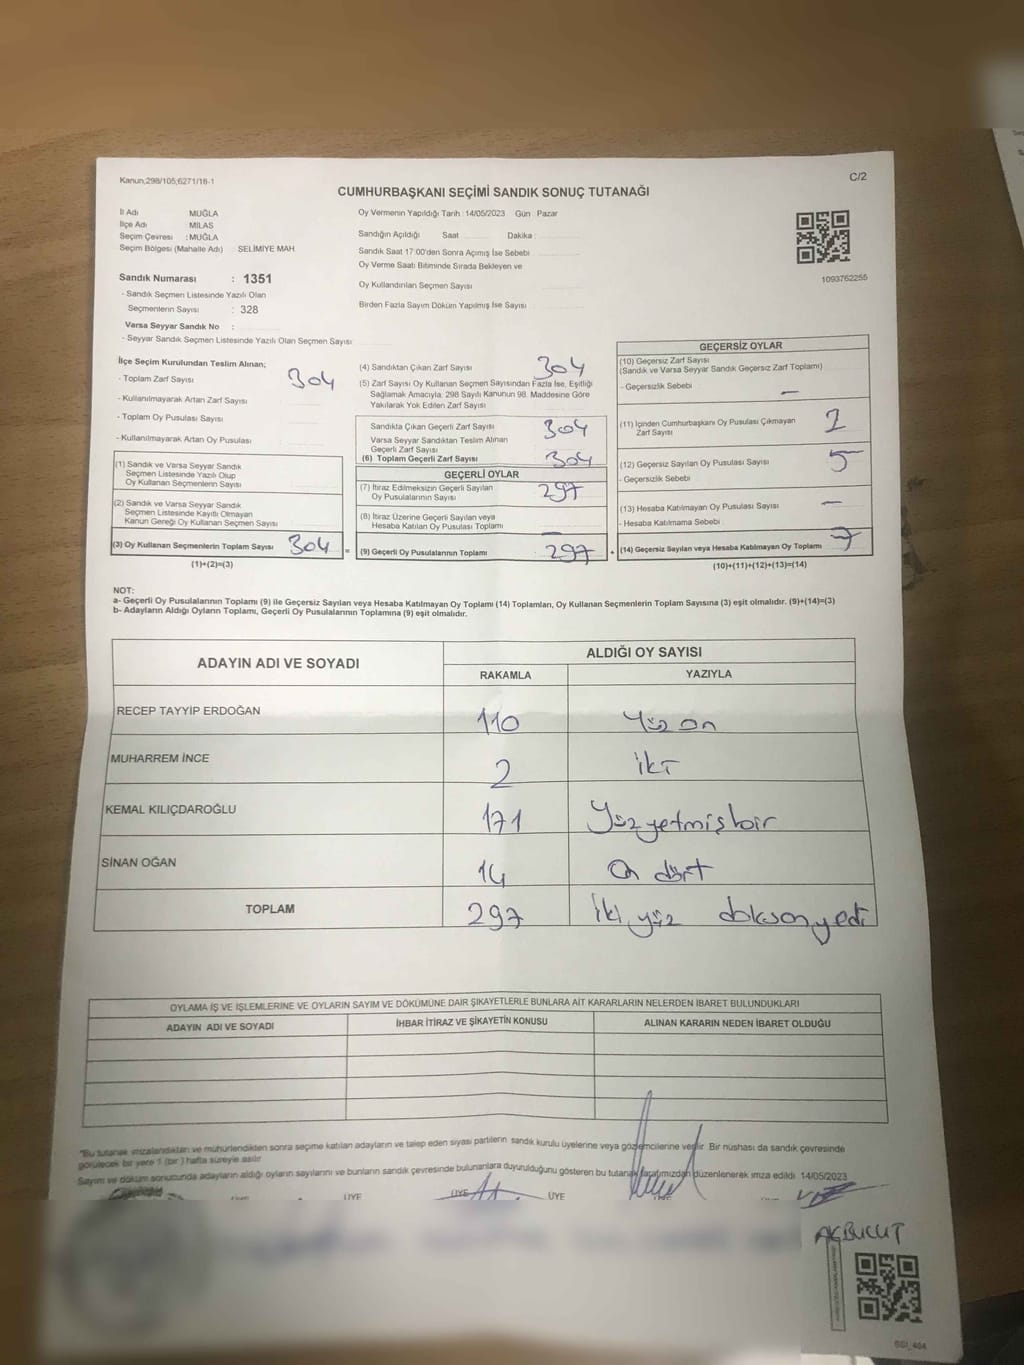 Kanun;298/105;6271/16-1
C/2
CUMHURBAŞKANI SEÇİMİ SANDIK SONUÇ TUTANAĞI
İl Adı MUĞLA
İlçe Adı MİLAS
Seçim Çevresi : MUĞLA
Seçim Bölgesi (Mahalle Adı) : SELİMİYE MAH.
Oy Vermenin Yapıldığı Tarih : 14/05/2023 Gün : Pazar
Sandığın Açıldığı Saat Dakika :
Sandık Saat 17:00'den Sonra Açımış İse Sebebi
Oy Verme Saati Bitiminde Sırada Bekleyen ve
Oy Kullandırılan Seçmen Sayısı
Birden Fazla Sayım Döküm Yapılmış İse Sayısı
1093762255
Sandık Numarası : 1351
- Sandık Seçmen Listesinde Yazılı Olan
Seçmenlerin Sayısı : 328
Varsa Seyyar Sandık No :
- Seyyar Sandık Seçmen Listesinde Yazılı Olan Seçmen Sayısı
İlçe Seçim Kurulundan Teslim Alınan;
- Toplam Zarf Sayısı 304
- Kullanılmayarak Artan Zarf Sayısı
- Toplam Oy Pusulası Sayısı
- Kullanılmayarak Artan Oy Pusulası
(1) Sandık ve Varsa Seyyar Sandık
Seçmen Listesinde Yazılı Olup
Oy Kullanan Seçmenlerin Sayısı
(2) Sandık ve Varsa Seyyar Sandık
Seçmen Listesinde Kayıtlı Olmayan
Kanun Gereği Oy Kullanan Seçmen Sayısı
(3) Oy Kullanan Seçmenlerin Toplam Sayısı 304
(1)+(2)=(3)
(4) Sandıktan Çıkan Zarf Sayısı 304
(5) Zarf Sayısı Oy Kullanan Seçmen Sayısından Fazla İse, Eşitliği
Sağlamak Amacıyla, 298 Sayılı Kanunun 98. Maddesine Göre
Yakılarak Yok Edilen Zarf Sayısı
Sandıkta Çıkan Geçerli Zarf Sayısı 304
Varsa Seyyar Sandıktan Teslim Alınan
Geçerli Zarf Sayısı
(6) Toplam Geçerli Zarf Sayısı 304
GEÇERLİ OYLAR
(7) İtiraz Edilmeksizin Geçerli Sayılan
Oy Pusulalarının Sayısı 297
(8) İtiraz Üzerine Geçerli Sayılan veya
Hesaba Katılan Oy Pusulası Toplamı —
= (9) Geçerli Oy Pusulalarının Toplamı : 297
GEÇERSİZ OYLAR
(10) Geçersiz Zarf Sayısı
(Sandık ve Varsa Seyyar Sandık Geçersiz Zarf Toplamı)
- Geçersizlik Sebebi —
(11) İçinden Cumhurbaşkanı Oy Pusulası Çıkmayan
Zarf Sayısı 2
(12) Geçersiz Sayılan Oy Pusulası Sayısı 5
- Geçersizlik Sebebi
(13) Hesaba Katılmayan Oy Pusulası Sayısı —
- Hesaba Katılmama Sebebi
+ (14) Geçersiz Sayılan veya Hesaba Katılmayan Oy Toplamı 7
(10)+(11)+(12)+(13)=(14)
NOT:
a- Geçerli Oy Pusulalarının Toplamı (9) ile Geçersiz Sayılan veya Hesaba Katılmayan Oy Toplamı (14) Toplamları, Oy Kullanan Seçmenlerin Toplam Sayısına (3) eşit olmalıdır. (9)+(14)=(3)
b- Adayların Aldığı Oyların Toplamı, Geçerli Oy Pusulalarının Toplamına (9) eşit olmalıdır.
ADAYIN ADI VE SOYADI ALDIĞI OY SAYISI
RAKAMLA YAZIYLA
RECEP TAYYİP ERDOĞAN 110 Yüz on
MUHARREM İNCE 2 iki
KEMAL KILIÇDAROĞLU 171 Yüzyetmişbir
SİNAN OĞAN 14 On dört
TOPLAM 297 İki yüz doksan yedi
OYLAMA İŞ VE İŞLEMLERİNE VE OYLARIN SAYIM VE DÖKÜMÜNE DAİR ŞİKAYETLERLE BUNLARA AİT KARARLARIN NELERDEN İBARET BULUNDUKLARI
ADAYIN ADI VE SOYADI İHBAR İTİRAZ VE ŞİKAYETİN KONUSU ALINAN KARARIN NEDEN İBARET OLDUĞU
"Bu tutanak imzalandıktan ve mühürlendikten sonra seçime katılan adayların ve talep eden siyasi partilerin sandık kurulu üyelerine veya gözlemcilerine verilir. Bir nüshası da sandık çevresinde
görülecek bir yere 1 (bir ) hafta süreyle asılır.
Sayım ve döküm sonucunda adayların aldığı oyların sayılarını ve bunların sandık çevresinde bulunanlara duyurulduğunu gösteren bu tutanak tarafımızdan düzenlenerek imza edildi. 14/05/2023
ÜYE ÜYE ÜYE
AKBULUT